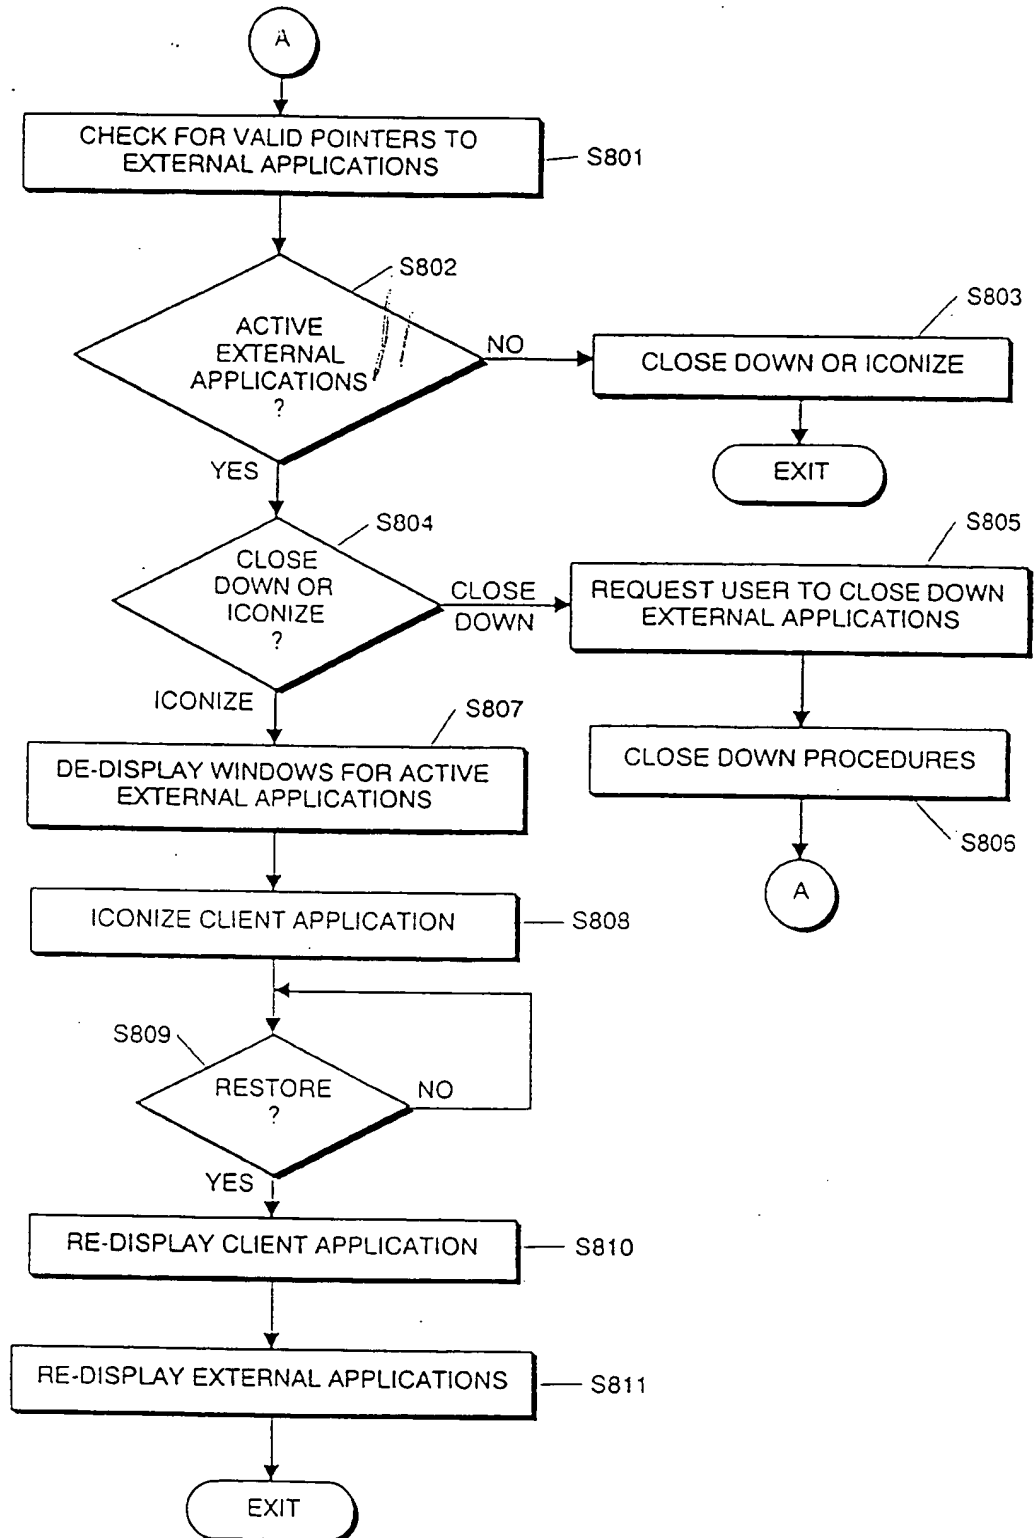 A
CHECK FOR VALID POINTERS TO
EXTERNAL APPLICATIONS
S801
S802
ACTIVE
EXTERNAL
APPLICATIONS
?
NO
S803
CLOSE DOWN OR ICONIZE
EXIT
YES
S804
CLOSE
DOWN OR
ICONIZE
?
CLOSE
DOWN
S805
REQUEST USER TO CLOSE DOWN
EXTERNAL APPLICATIONS
CLOSE DOWN PROCEDURES
S806
A
ICONIZE
S807
DE-DISPLAY WINDOWS FOR ACTIVE
EXTERNAL APPLICATIONS
ICONIZE CLIENT APPLICATION
S808
S809
RESTORE
?
NO
YES
RE-DISPLAY CLIENT APPLICATION
S810
RE-DISPLAY EXTERNAL APPLICATIONS
S811
EXIT